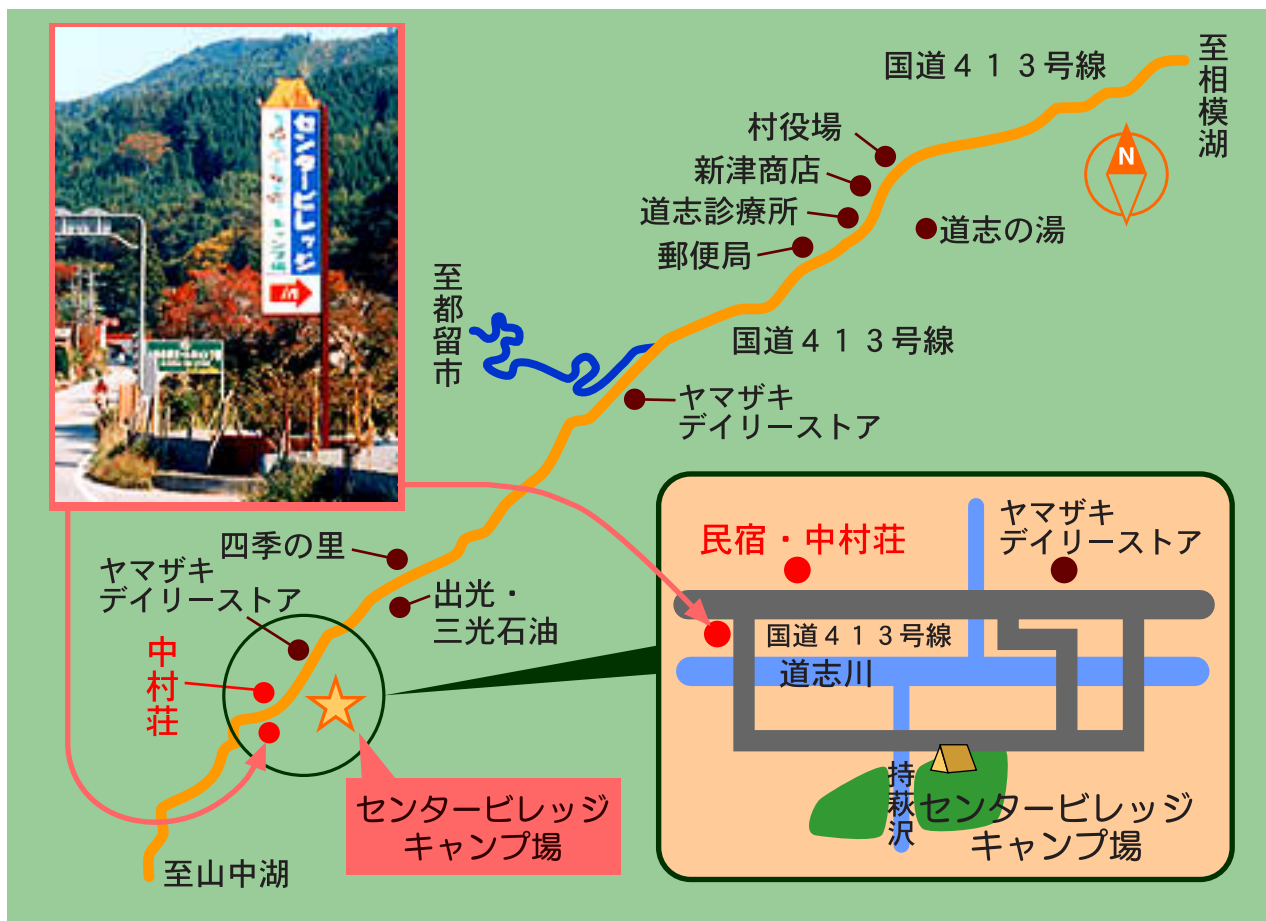 センタービレッジ
国道４１３号線
至相模湖
N
村役場
新津商店
道志診療所
郵便局
道志の湯
至都留市
国道４１３号線
ヤマザキ
デイリーストア
四季の里
ヤマザキ
デイリーストア
出光・
三光石油
中村荘
センタービレッジ
キャンプ場
至山中湖
民宿・中村荘
ヤマザキ
デイリーストア
国道４１３号線
道志川
持萩沢
センタービレッジ
キャンプ場